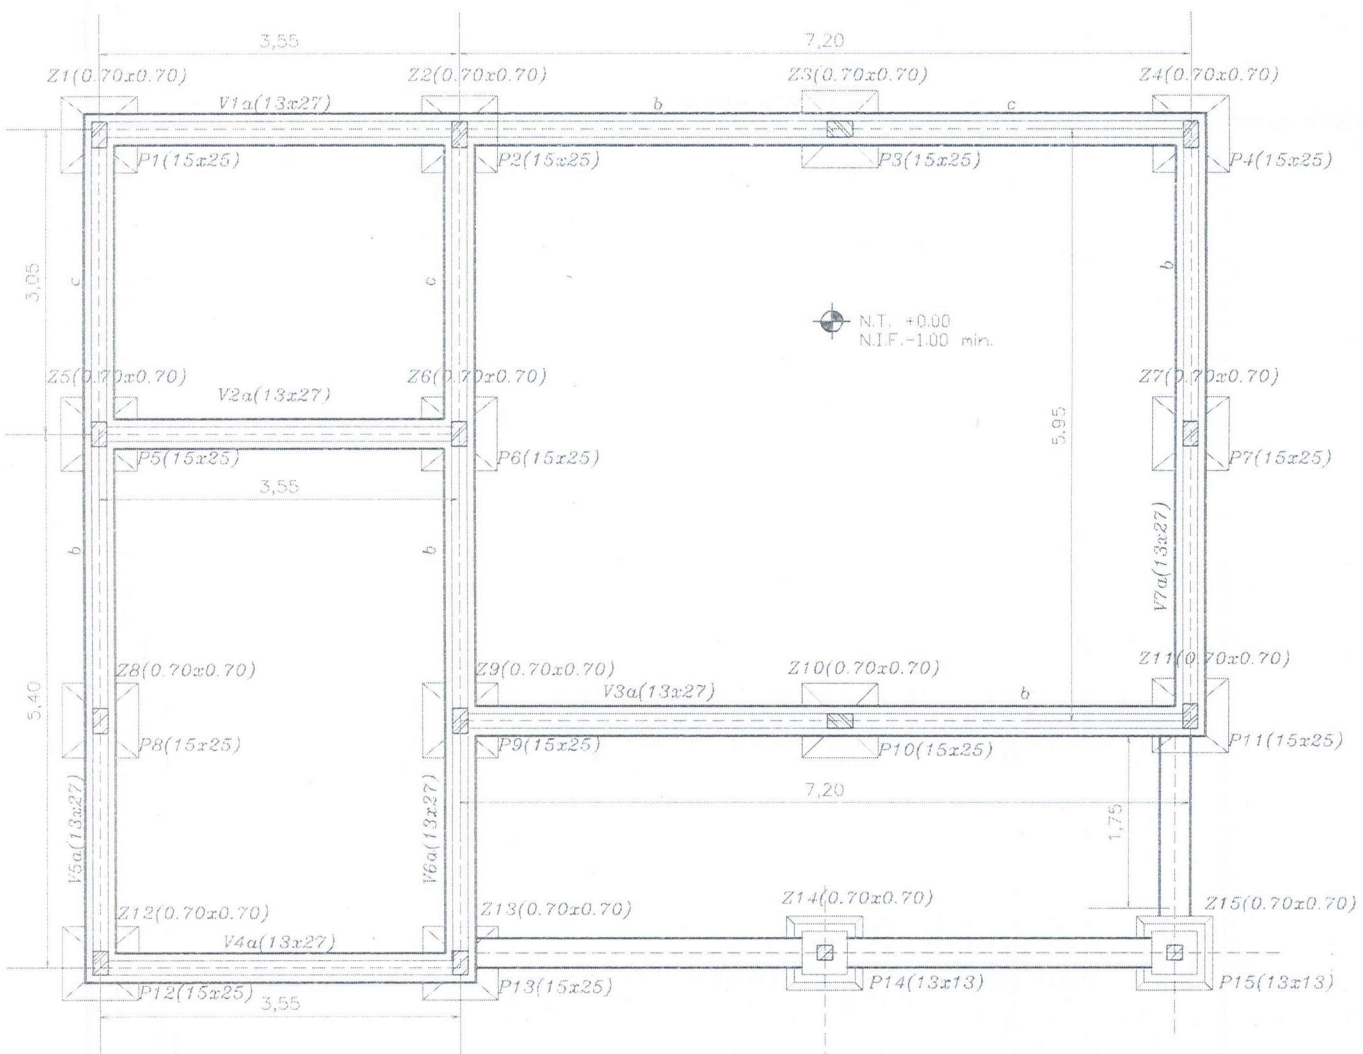 3,55
7,20
Z1(0.70x0.70)
Z2(0.70x0.70)
Z3(0.70x0.70)
Z4(0.70x0.70)
V1a(13x27)
b
c
P1(15x25)
P2(15x25)
P3(15x25)
P4(15x25)
3,05
c
c
b
N.T. +0.00
N.I.F.-1.00 min.
Z5(0.70x0.70)
Z6(0.70x0.70)
Z7(0.70x0.70)
V2a(13x27)
5,95
P5(15x25)
P6(15x25)
P7(15x25)
3,55
b
b
V7a(13x27)
Z8(0.70x0.70)
Z9(0.70x0.70)
Z10(0.70x0.70)
Z11(0.70x0.70)
V3a(13x27)
b
5,40
P8(15x25)
P9(15x25)
P10(15x25)
P11(15x25)
7,20
1,75
V5a(13x27)
V6a(13x27)
Z12(0.70x0.70)
Z13(0.70x0.70)
Z14(0.70x0.70)
Z15(0.70x0.70)
V4a(13x27)
P12(15x25)
P13(15x25)
P14(13x13)
P15(13x13)
3,55